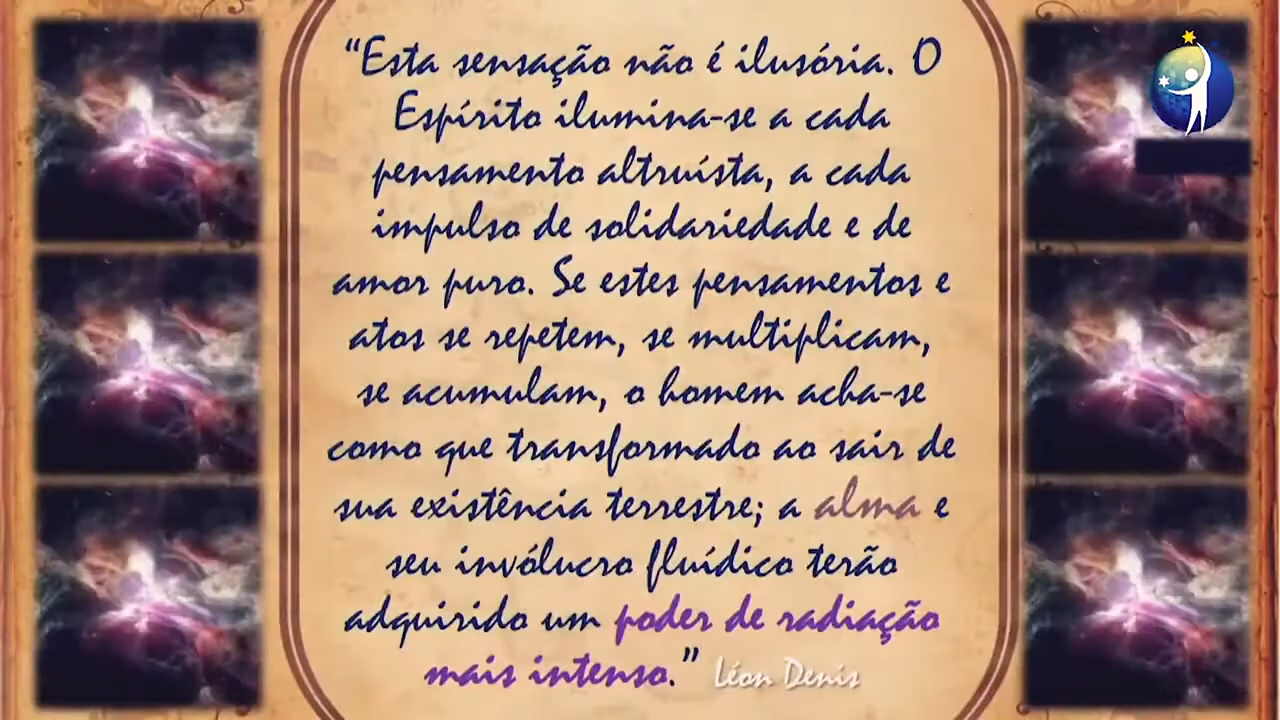 “Esta sensação não é ilusória. O
Espírito ilumina-se a cada
pensamento altruísta, a cada
impulso de solidariedade e de
amor puro. Se estes pensamentos e
atos se repetem, se multiplicam,
se acumulam, o homem acha-se
como que transformado ao sair de
sua existência terrestre; a alma e
seu invólucro fluídico terão
adquirido um poder de radiação
mais intenso.” Léon Denis